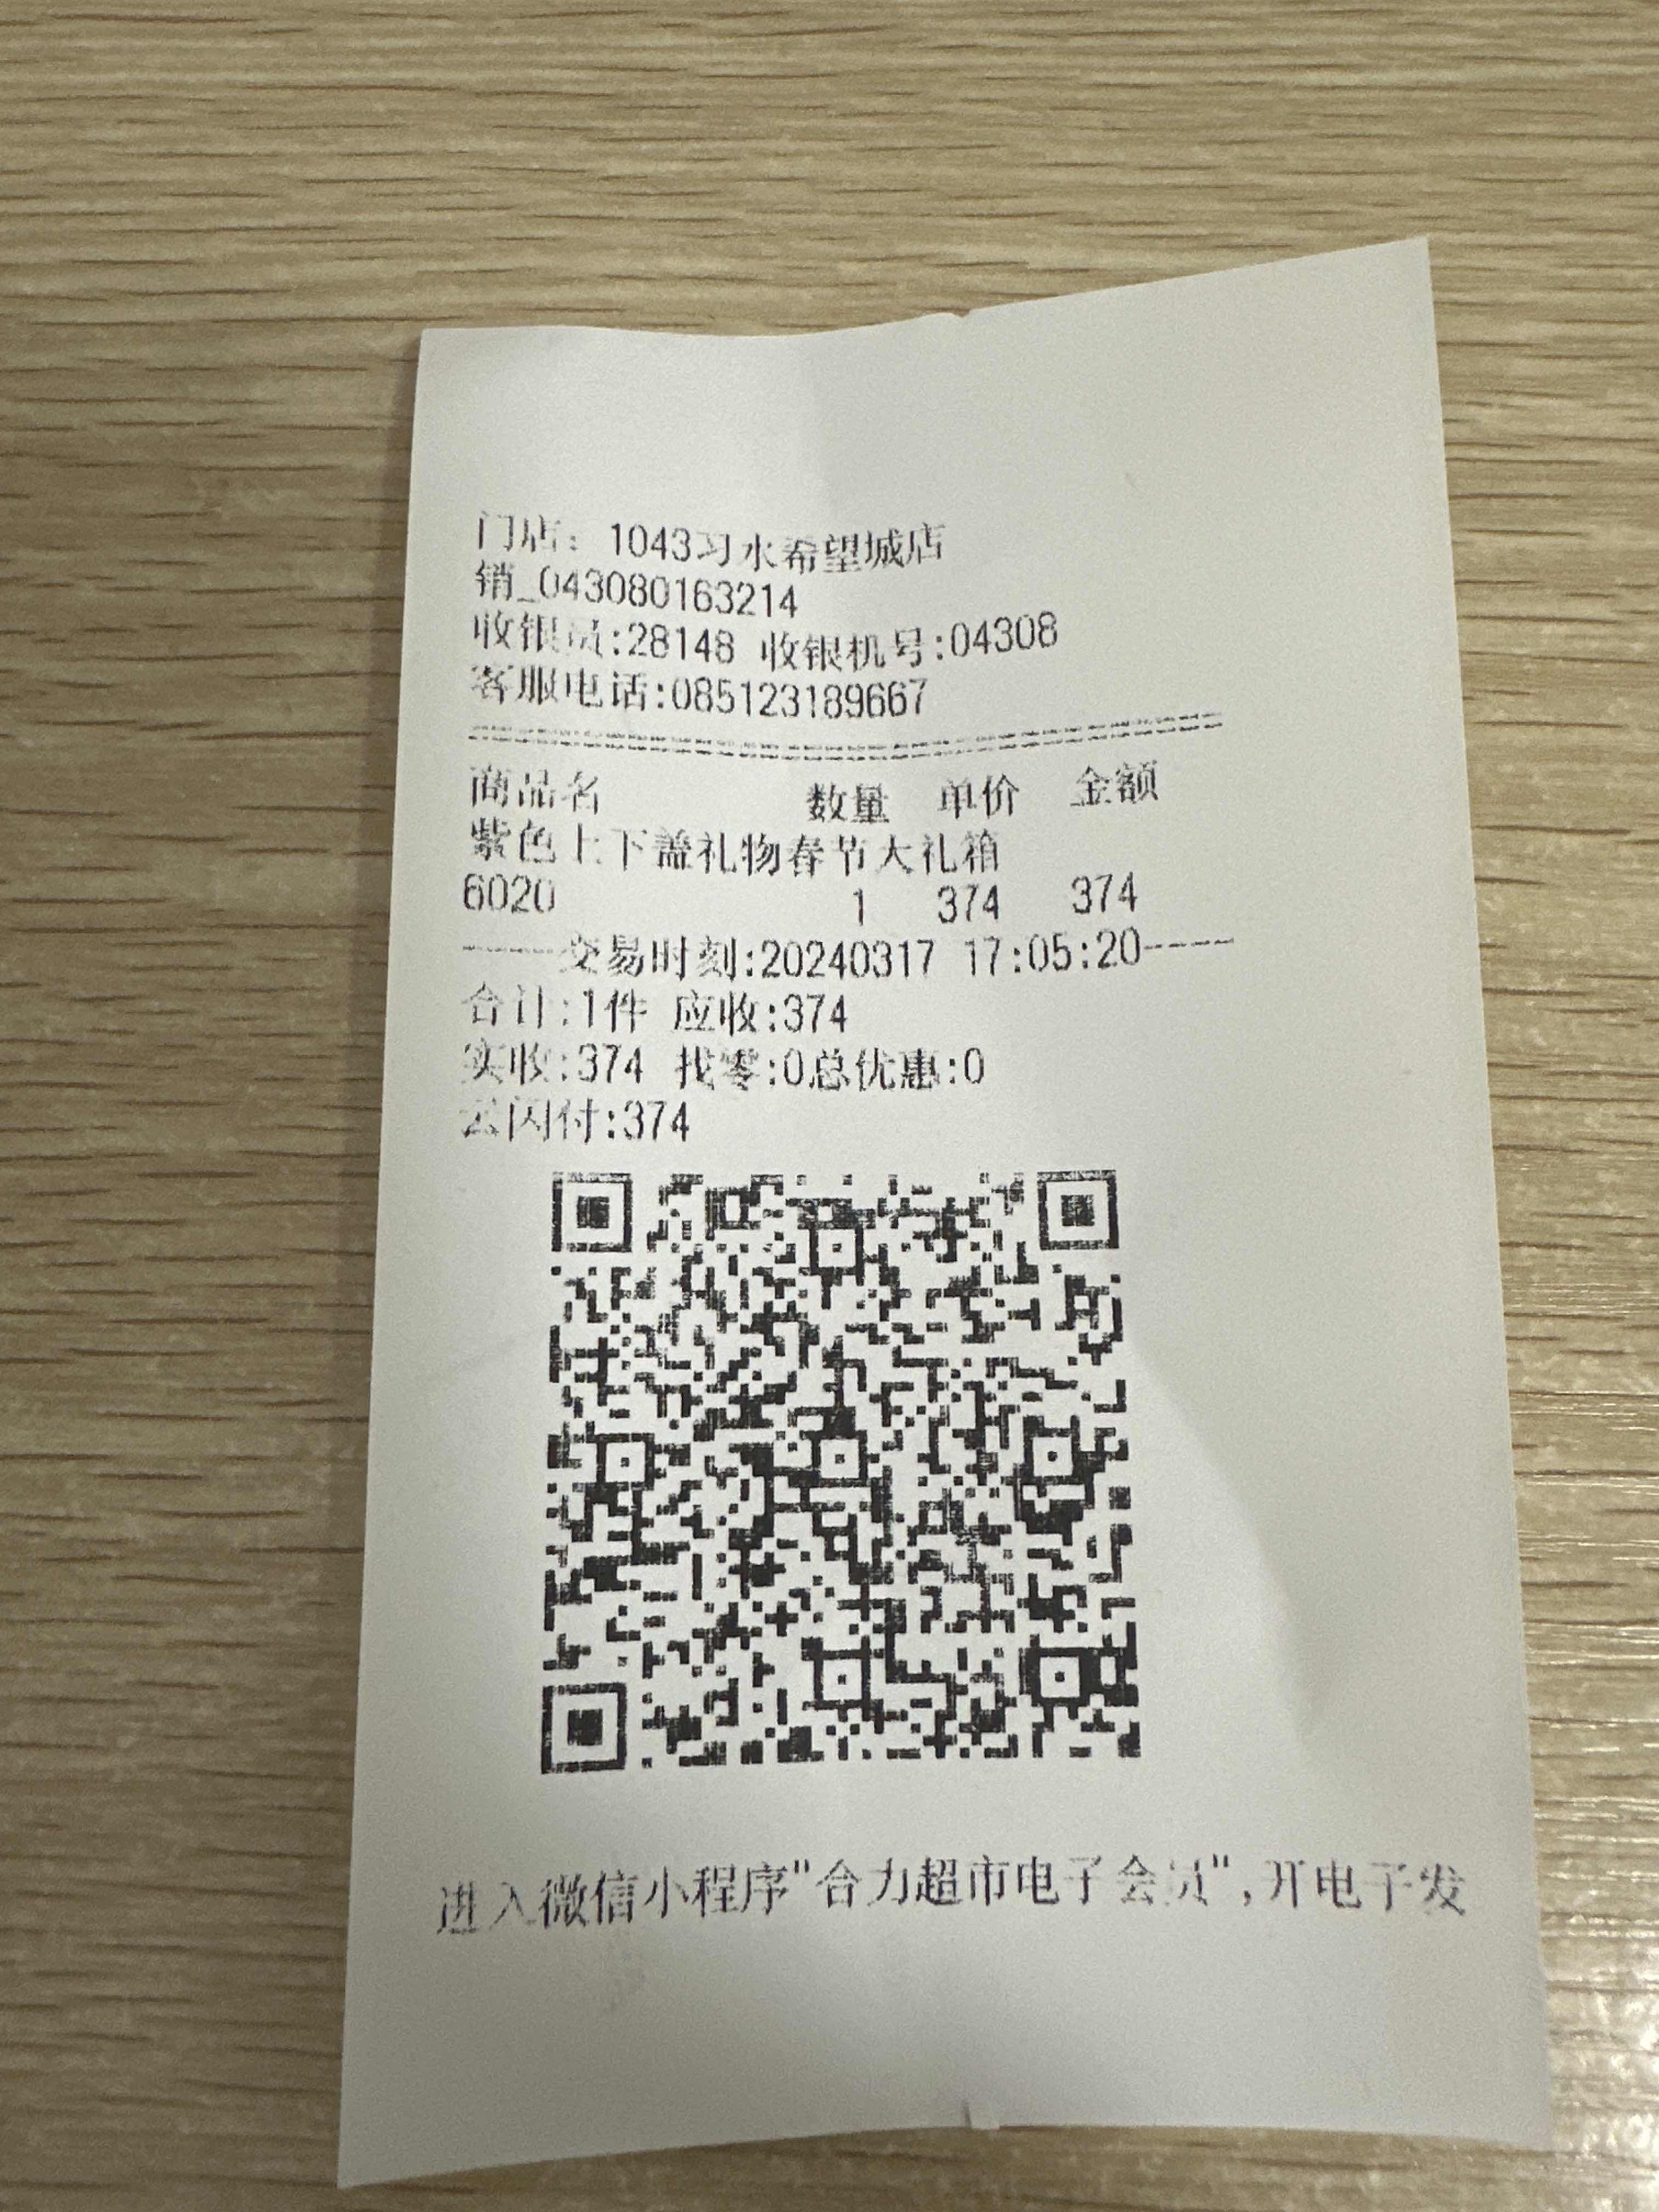 门店：1043习水希望城店
销_043080163214
收银员:28148 收银机号:04308
客服电话:085123189667
商品名 数量 单价 金额
紫色上下盖礼物春节大礼箱
6020 1 374 374
-----交易时刻:20240317 17:05:20-----
合计:1件 应收:374
实收:374 找零:0总优惠:0
云闪付:374
进入微信小程序"合力超市电子会员",开电子发